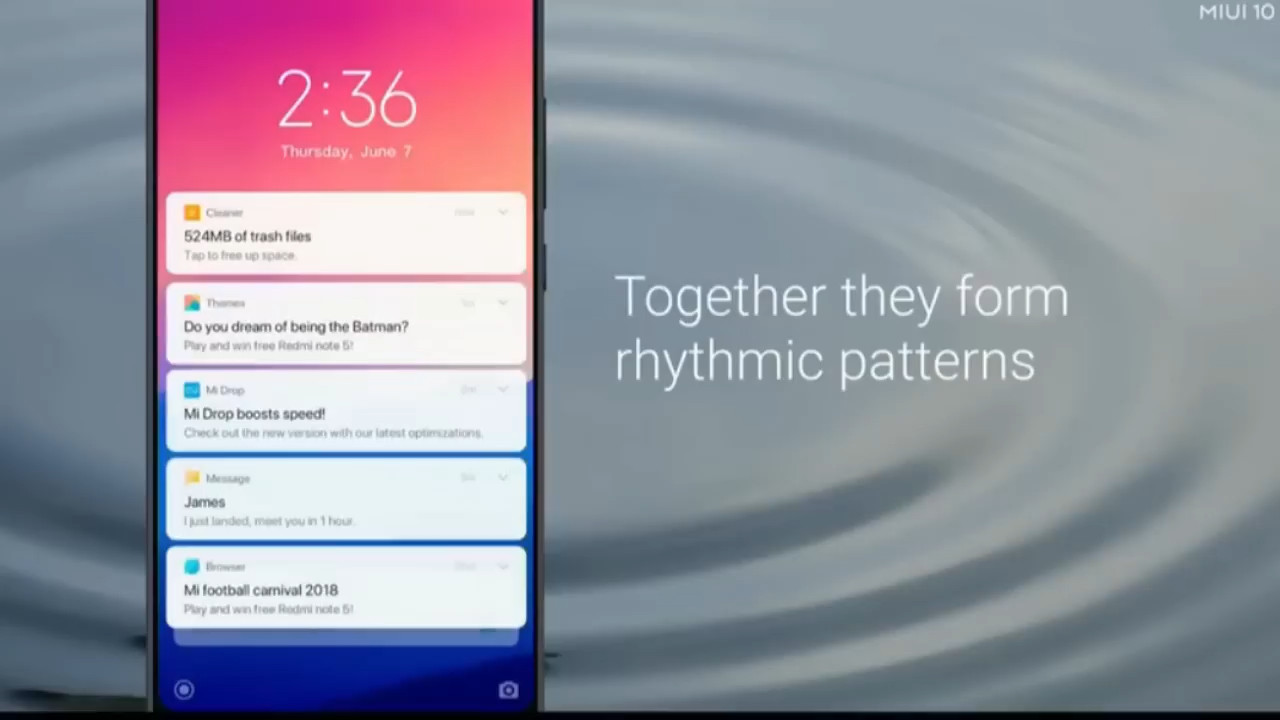 MIUI 10
2:36
Thursday, June 7
Cleaner
524MB of trash files
Tap to free up space.
Themes
Do you dream of being the Batman?
Play and win free Redmi note 5!
Mi Drop
Mi Drop boosts speed!
Check out the new version with our latest optimizations.
Message
James
I just landed, meet you in 1 hour.
Browser
Mi football carnival 2018
Play and win free Redmi note 5!
Together they form
rhythmic patterns